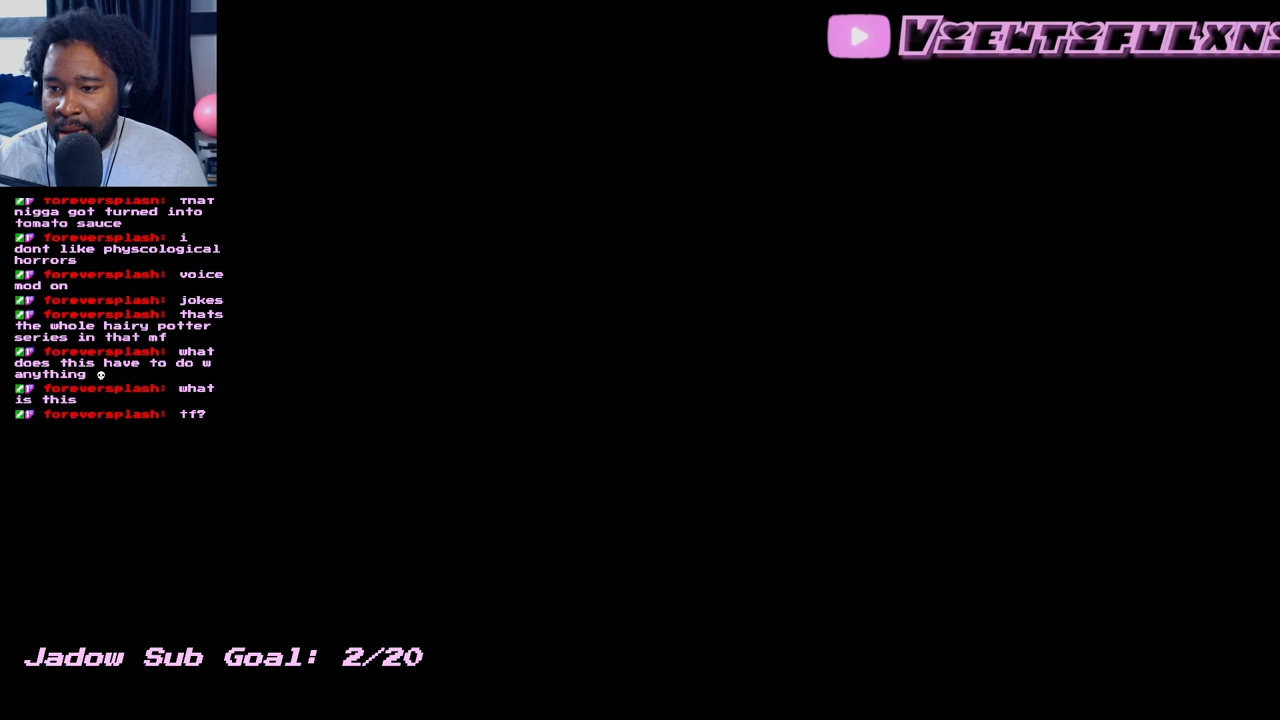 Viewtifulxns
foreversplash: That
nigga got turned into
tomato sauce
foreversplash: i
dont like physcological
horrors
foreversplash: voice
mod on
foreversplash: jokes
foreversplash: thats
the whole hairy potter
series in that mf
foreversplash: what
does this have to do w
anything
foreversplash: what
is this
foreversplash: tf?
Jadow Sub Goal: 2/20